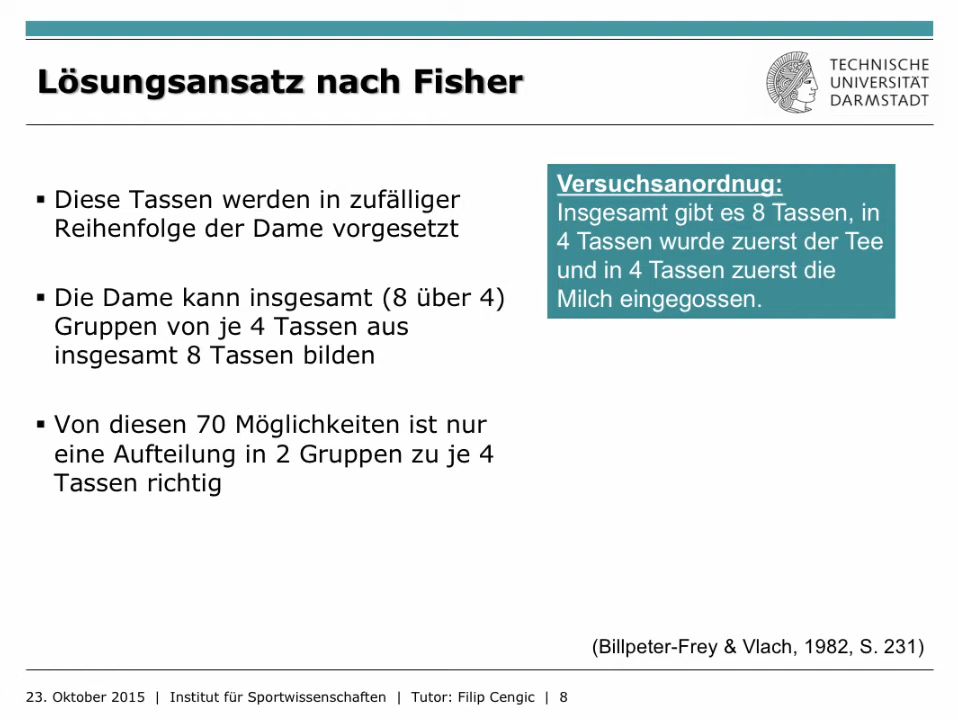 Lösungsansatz nach Fisher
TECHNISCHE
UNIVERSITÄT
DARMSTADT
▪ Diese Tassen werden in zufälliger
Reihenfolge der Dame vorgesetzt
▪ Die Dame kann insgesamt (8 über 4)
Gruppen von je 4 Tassen aus
insgesamt 8 Tassen bilden
▪ Von diesen 70 Möglichkeiten ist nur
eine Aufteilung in 2 Gruppen zu je 4
Tassen richtig
Versuchsanordnug:
Insgesamt gibt es 8 Tassen, in
4 Tassen wurde zuerst der Tee
und in 4 Tassen zuerst die
Milch eingegossen.
(Billpeter-Frey & Vlach, 1982, S. 231)
23. Oktober 2015 | Institut für Sportwissenschaften | Tutor: Filip Cengic | 8